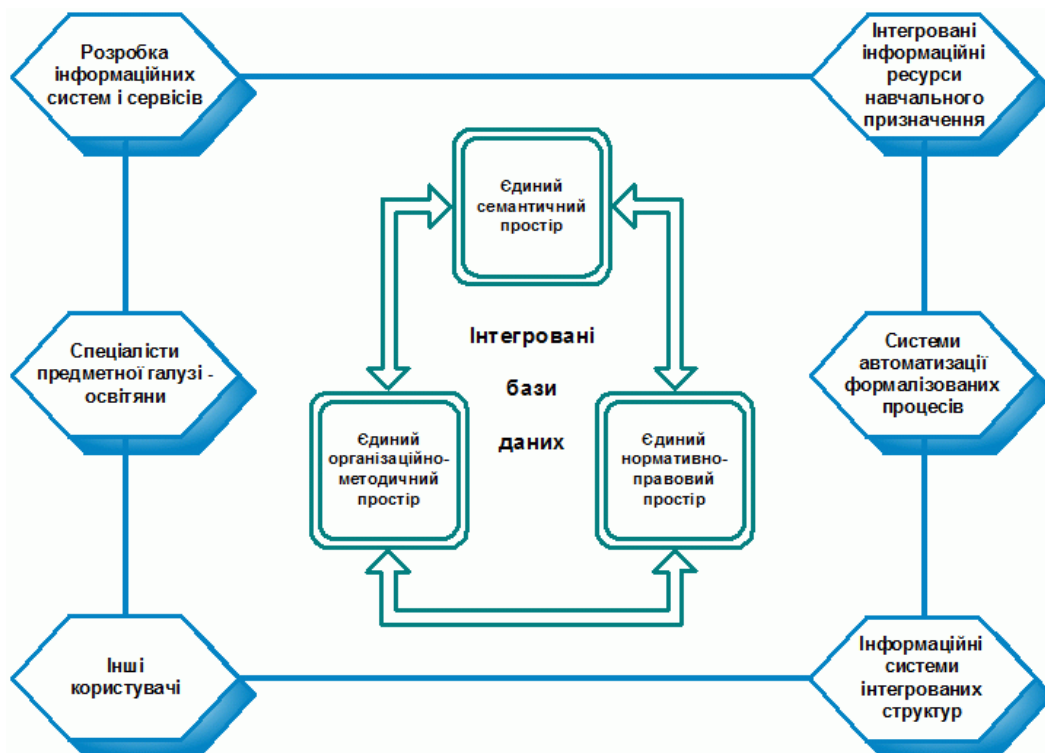 Розробка
інформаційних
систем і сервісів
Інтегровані
інформаційні
ресурси
навчального
призначення
Єдиний
семантичний
простір
Інтегровані
бази
даних
Спеціалісти
предметної галузі -
освітяни
Системи
автоматизації
формалізованих
процесів
Єдиний
організаційно-
методичний
простір
Єдиний
нормативно-
правовий
простір
Інші
користувачі
Інформаційні
системи
інтегрованих
структур